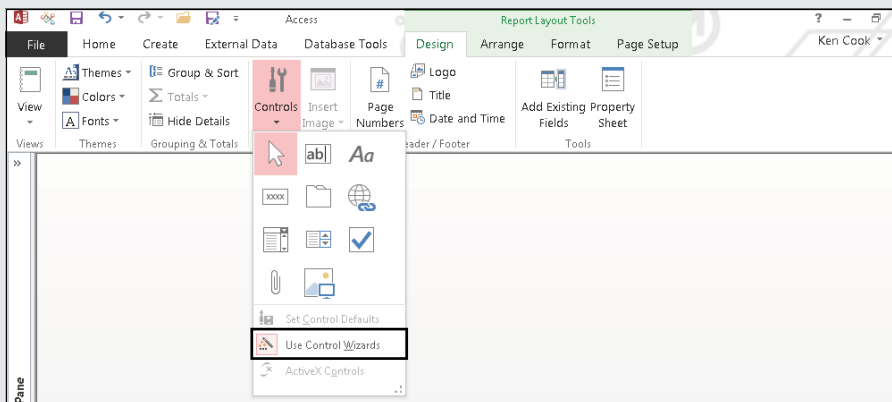 Access
Report Layout Tools
?
File Home Create External Data Database Tools Design Arrange Format Page Setup Ken Cook
View
Themes
Colors
A Fonts
Group & Sort
Totals
Hide Details
Controls
Insert Image
# Page Numbers
Logo
Title
Date and Time
Add Existing Fields
Property Sheet
Views Themes Grouping & Totals eader / Footer Tools
»
ab| Aa
xxxx
Set Control Defaults
Use Control Wizards
ActiveX Controls
Pane